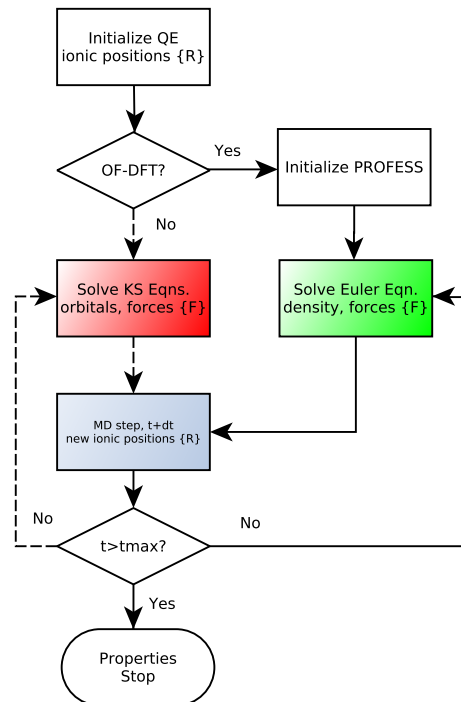 Initialize QE
ionic positions {R}
OF-DFT?
Yes
Initialize PROFESS
No
Solve KS Eqns.
orbitals, forces {F}
Solve Euler Eqn.
density, forces {F}
MD step, t+dt
new ionic positions {R}
No
No
t>tmax?
Yes
Properties
Stop